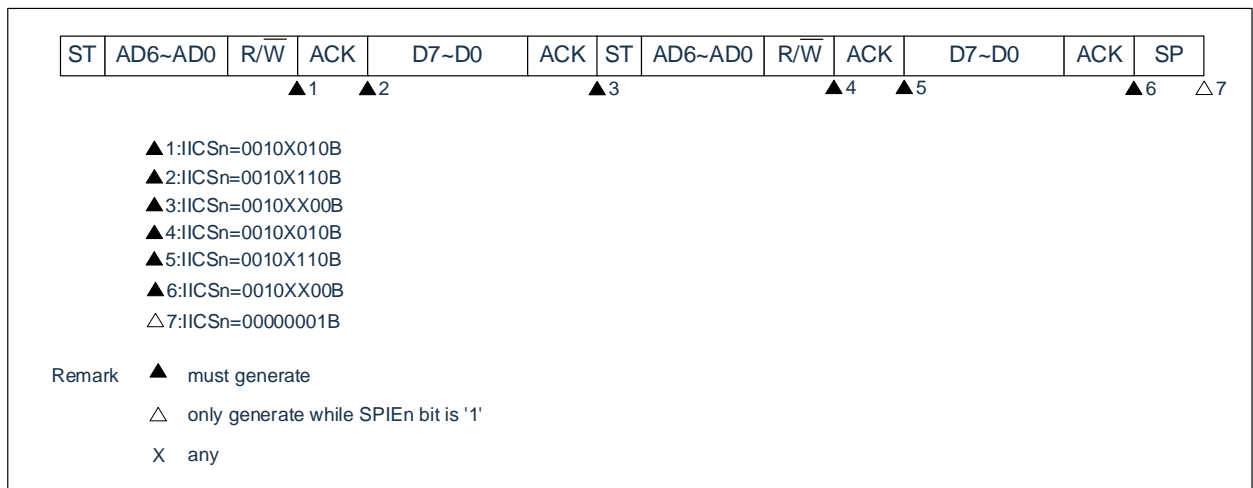 ST AD6~AD0 R/W̅ ACK D7~D0 ACK ST AD6~AD0 R/W̅ ACK D7~D0 ACK SP
▲1 ▲2 ▲3 ▲4 ▲5 ▲6 △7
▲1:IICSn=0010X010B
▲2:IICSn=0010X110B
▲3:IICSn=0010XX00B
▲4:IICSn=0010X010B
▲5:IICSn=0010X110B
▲6:IICSn=0010XX00B
△7:IICSn=00000001B
Remark ▲ must generate
△ only generate while SPIEn bit is '1'
X any